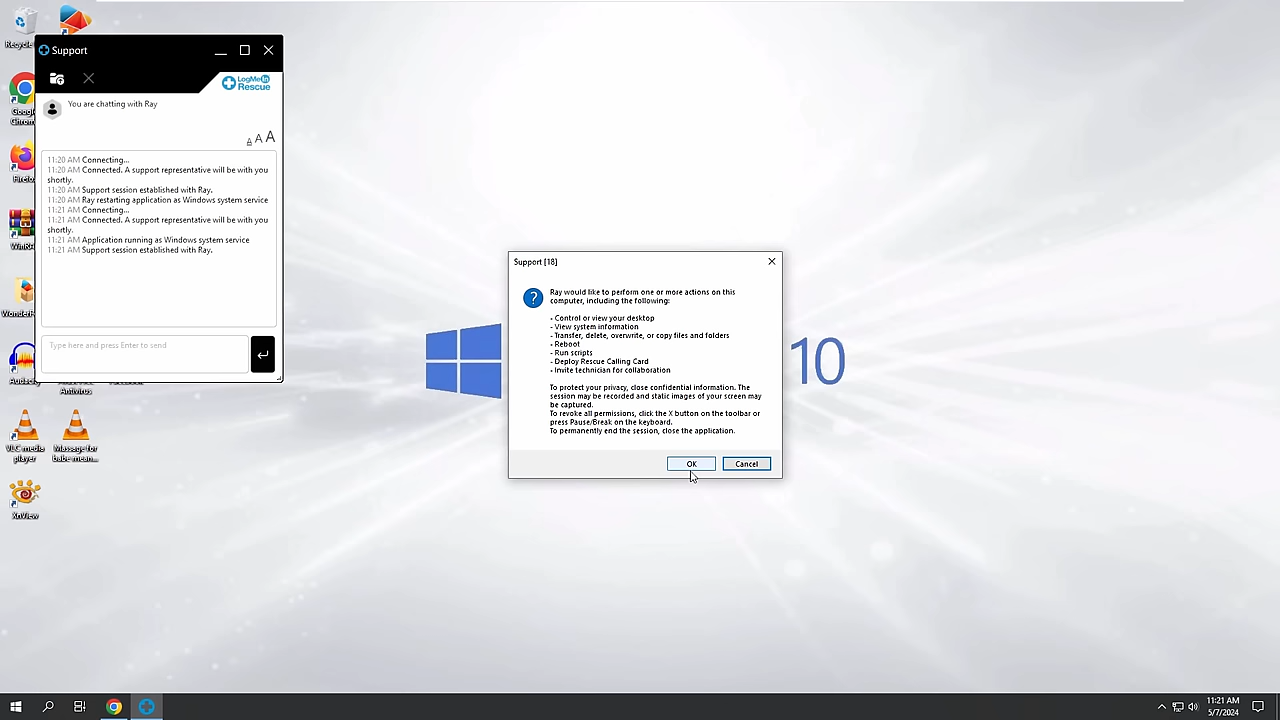 Support
LogMeIn
Rescue
You are chatting with Ray
A A A
11:20 AM Connecting...
11:20 AM Connected. A support representative will be with you
shortly.
11:20 AM Support session established with Ray.
11:20 AM Ray restarting application as Windows system service
11:21 AM Connecting...
11:21 AM Connected. A support representative will be with you
shortly.
11:21 AM Application running as Windows system service
11:21 AM Support session established with Ray.
Type here and press Enter to send
Antivirus
VLC media
player
Massage for
babe mean...
XnView
Support [18]
Ray would like to perform one or more actions on this
computer, including the following:
- Control or view your desktop
- View system information
- Transfer, delete, overwrite, or copy files and folders
- Reboot
- Run scripts
- Deploy Rescue Calling Card
- Invite technician for collaboration
To protect your privacy, close confidential information. The
session may be recorded and static images of your screen may
be captured.
To revoke all permissions, click the X button on the toolbar or
press Pause/Break on the keyboard.
To permanently end the session, close the application.
OK
Cancel
10
11:21 AM
5/7/2024